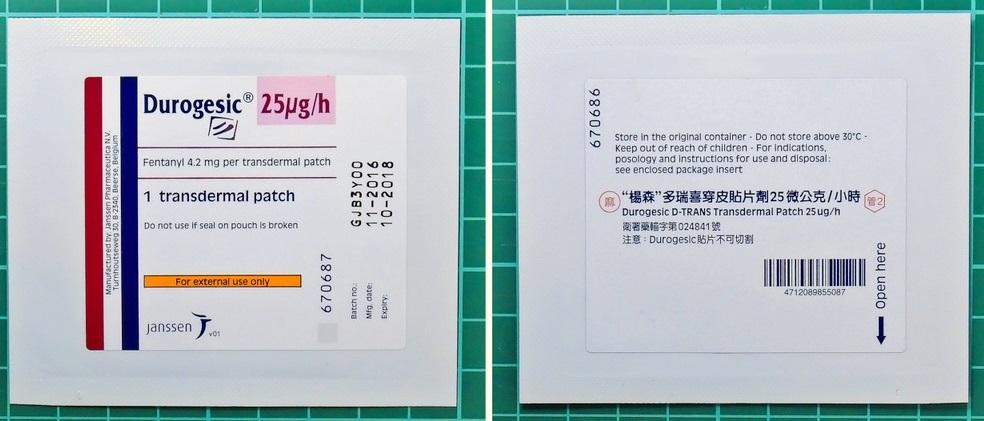 Durogesic® 25µg/h
Fentanyl 4.2 mg per transdermal patch
1 transdermal patch
Do not use if seal on pouch is broken
For external use only
janssen
v01
Manufactured by: Janssen Pharmaceutica N.V.
Turnhoutseweg 30, B-2340, Beerse, Belgium
670687
Batch no.: GJB3Y00
Mfg. date: 11-2016
Expiry: 10-2018
670686
Store in the original container - Do not store above 30°C -
Keep out of reach of children - For indications,
posology and instructions for use and disposal:
see enclosed package insert
麻 “楊森”多瑞喜穿皮貼片劑25微公克/小時 管2
Durogesic D-TRANS Transdermal Patch 25ug/h
衛署藥輸字第024841號
注意：Durogesic貼片不可切割
4712089855087
Open here